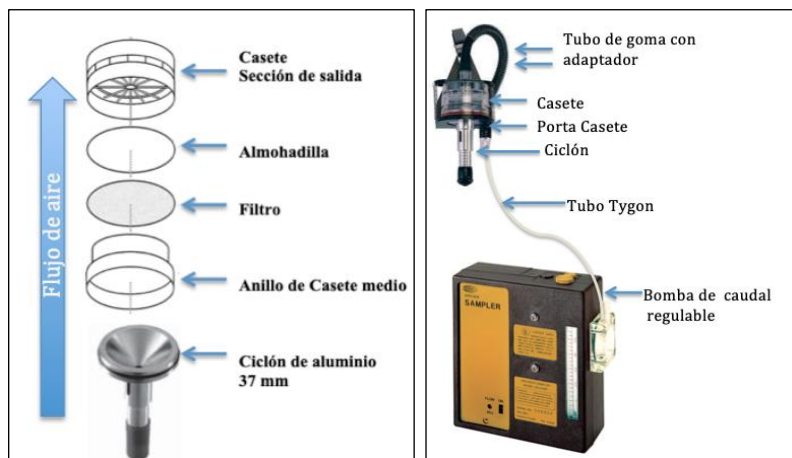 Flujo de aire
Casete
Sección de salida
Almohadilla
Filtro
Anillo de Casete medio
Ciclón de aluminio
37 mm
Tubo de goma con
adaptador
Casete
Porta Casete
Ciclón
Tubo Tygon
Bomba de caudal
regulable
SAMPLER